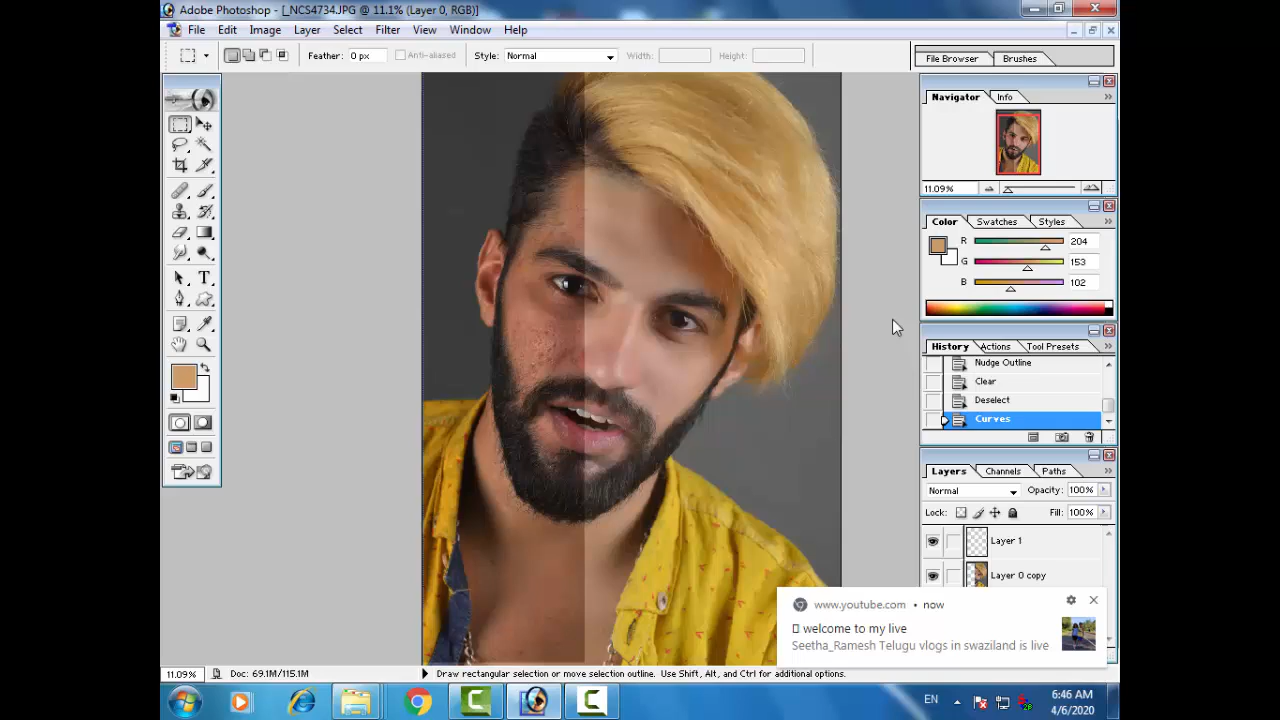 Adobe Photoshop - [_NCS4734.JPG @ 11.1% (Layer 0, RGB)]
File Edit Image Layer Select Filter View Window Help
Feather: 0 px Anti-aliased Style: Normal Width: Height: File Browser Brushes
Navigator Info
11.09%
Color Swatches Styles
R 204
G 153
B 102
History Actions Tool Presets
Nudge Outline
Clear
Deselect
Curves
Layers Channels Paths
Normal Opacity: 100%
Lock: Fill: 100%
Layer 1
Layer 0 copy
www.youtube.com • now
welcome to my live
Seetha_Ramesh Telugu vlogs in swaziland is live
11.09% Doc: 69.1M/115.1M Draw rectangular selection or move selection outline. Use Shift, Alt, and Ctrl for additional options.
EN 28 6:46 AM
4/6/2020